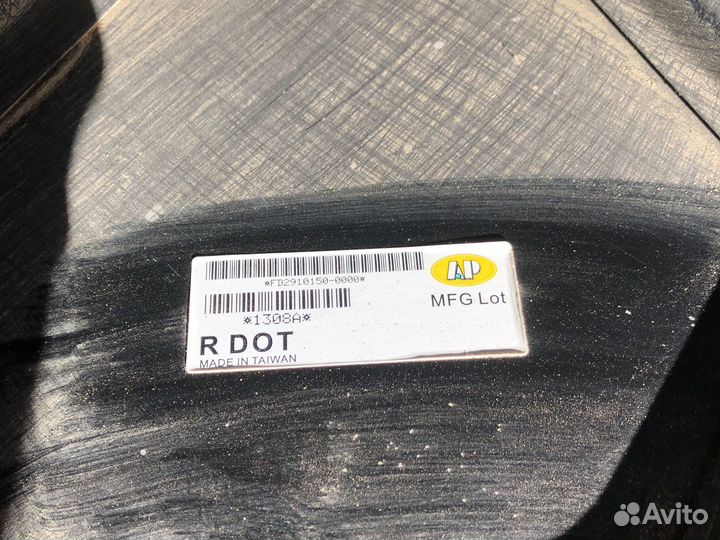 *FD2910150-0000*
AP
*1308A*
MFG Lot
R DOT
MADE IN TAIWAN
Avito